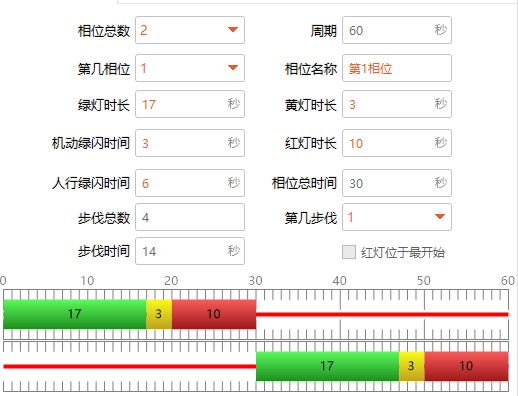 相位总数 2 周期 60 秒
第几相位 1 相位名称 第1相位
绿灯时长 17 秒 黄灯时长 3 秒
机动绿闪时间 3 秒 红灯时长 10 秒
人行绿闪时间 6 秒 相位总时间 30 秒
步伐总数 4 第几步伐 1
步伐时间 14 秒 红灯位于最开始
0 10 20 30 40 50 60
17 3 10
17 3 10